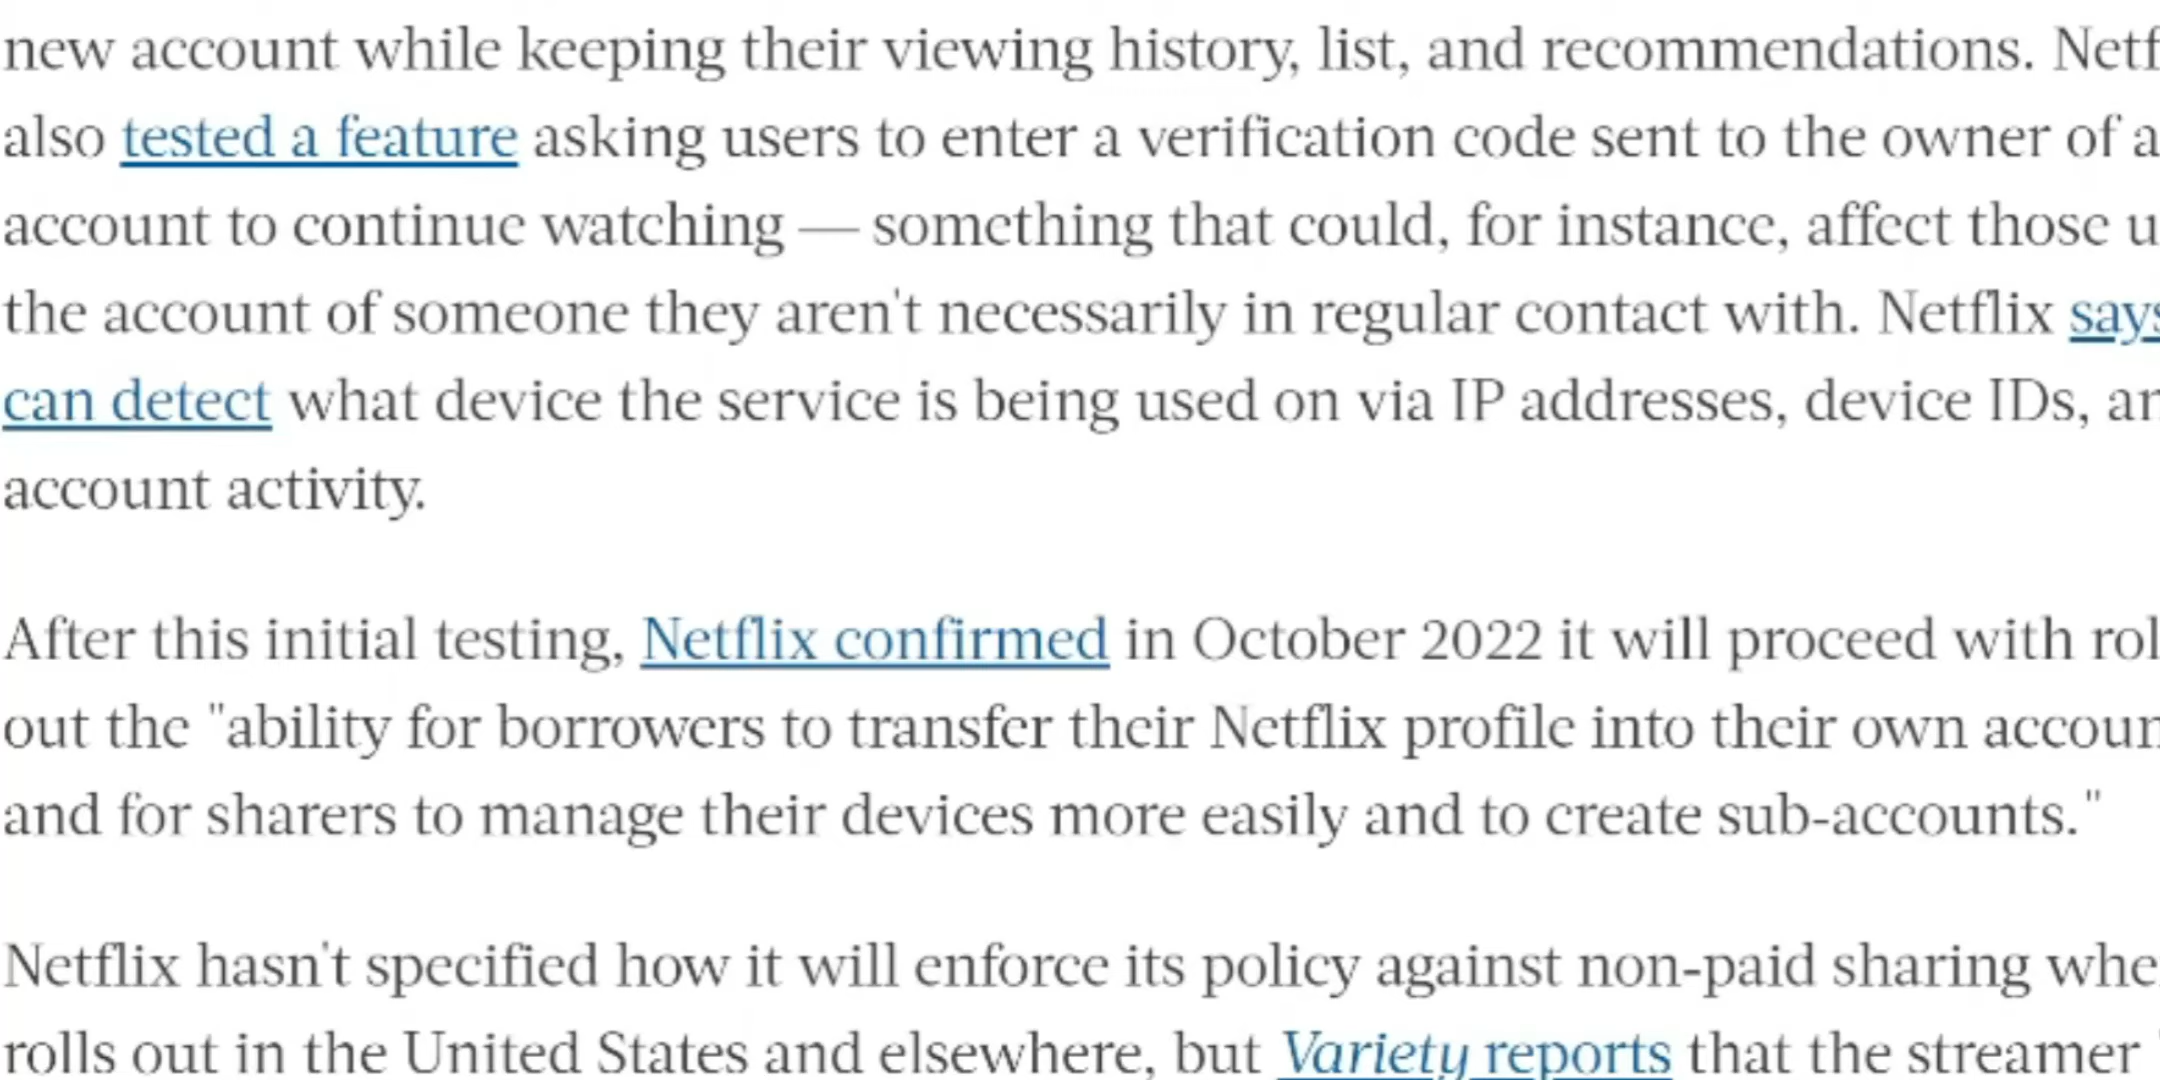 new account while keeping their viewing history, list, and recommendations. Netf
also tested a feature asking users to enter a verification code sent to the owner of a
account to continue watching — something that could, for instance, affect those u
the account of someone they aren't necessarily in regular contact with. Netflix says
can detect what device the service is being used on via IP addresses, device IDs, an
account activity.
After this initial testing, Netflix confirmed in October 2022 it will proceed with rol
out the "ability for borrowers to transfer their Netflix profile into their own accoun
and for sharers to manage their devices more easily and to create sub-accounts."
Netflix hasn't specified how it will enforce its policy against non-paid sharing whe
rolls out in the United States and elsewhere, but Variety reports that the streamer "